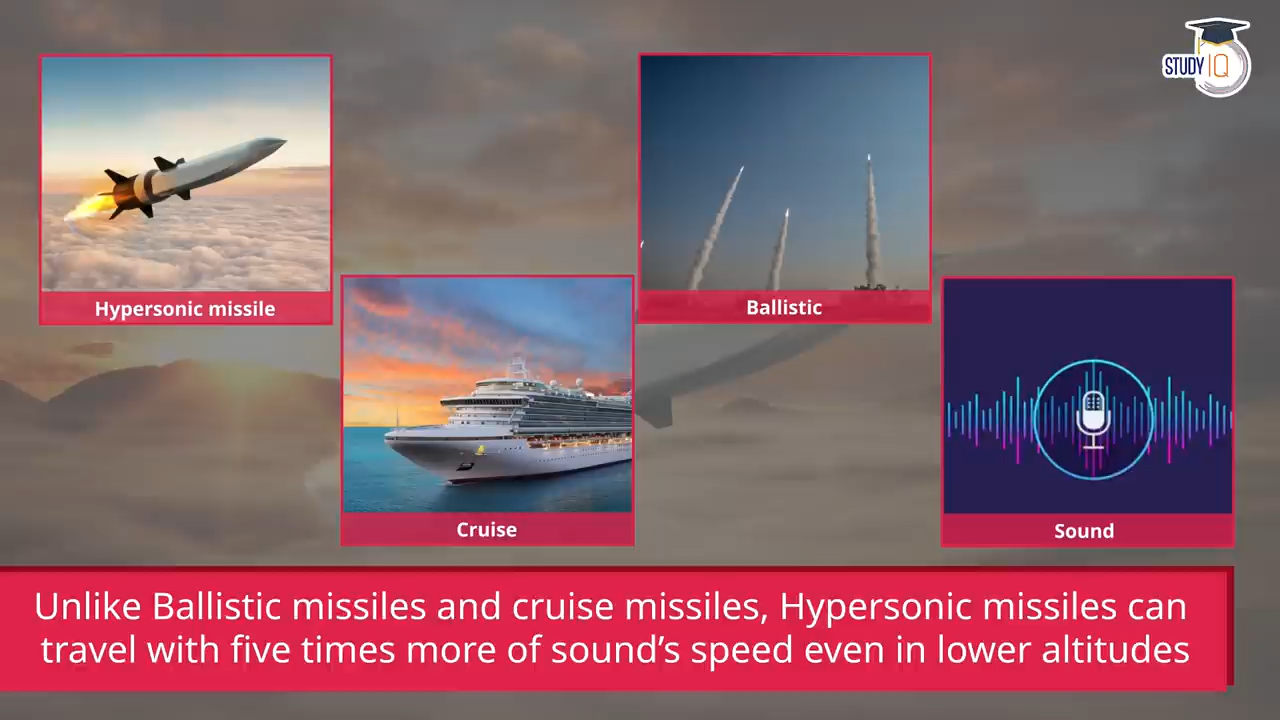 STUDY IQ
Hypersonic missile
Ballistic
Cruise
Sound
Unlike Ballistic missiles and cruise missiles, Hypersonic missiles can
travel with five times more of sound’s speed even in lower altitudes